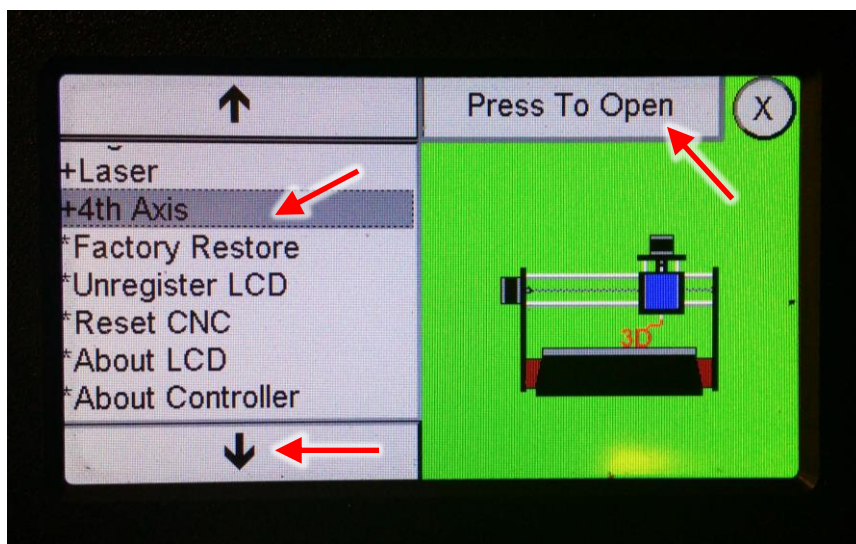 Press To Open
X
+Laser
+4th Axis
*Factory Restore
*Unregister LCD
*Reset CNC
*About LCD
*About Controller
3D